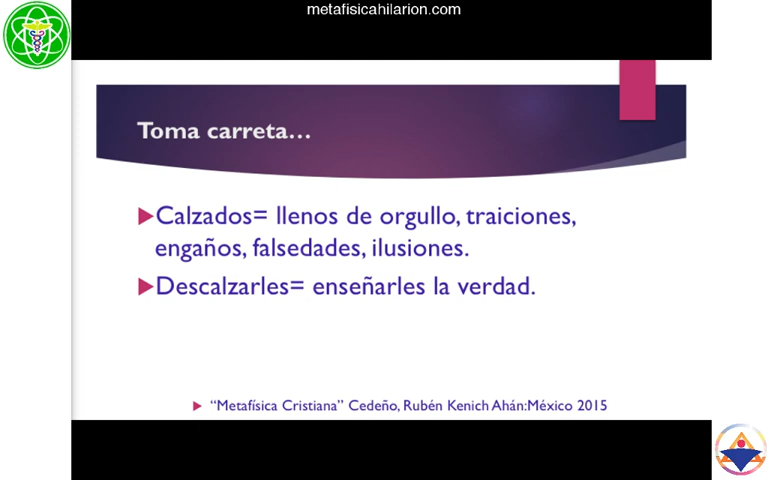 metafisicahilarion.com
Toma carreta...
Calzados= llenos de orgullo, traiciones,
engaños, falsedades, ilusiones.
Descalzarles= enseñarles la verdad.
“Metafísica Cristiana” Cedeño, Rubén Kenich Ahán:México 2015